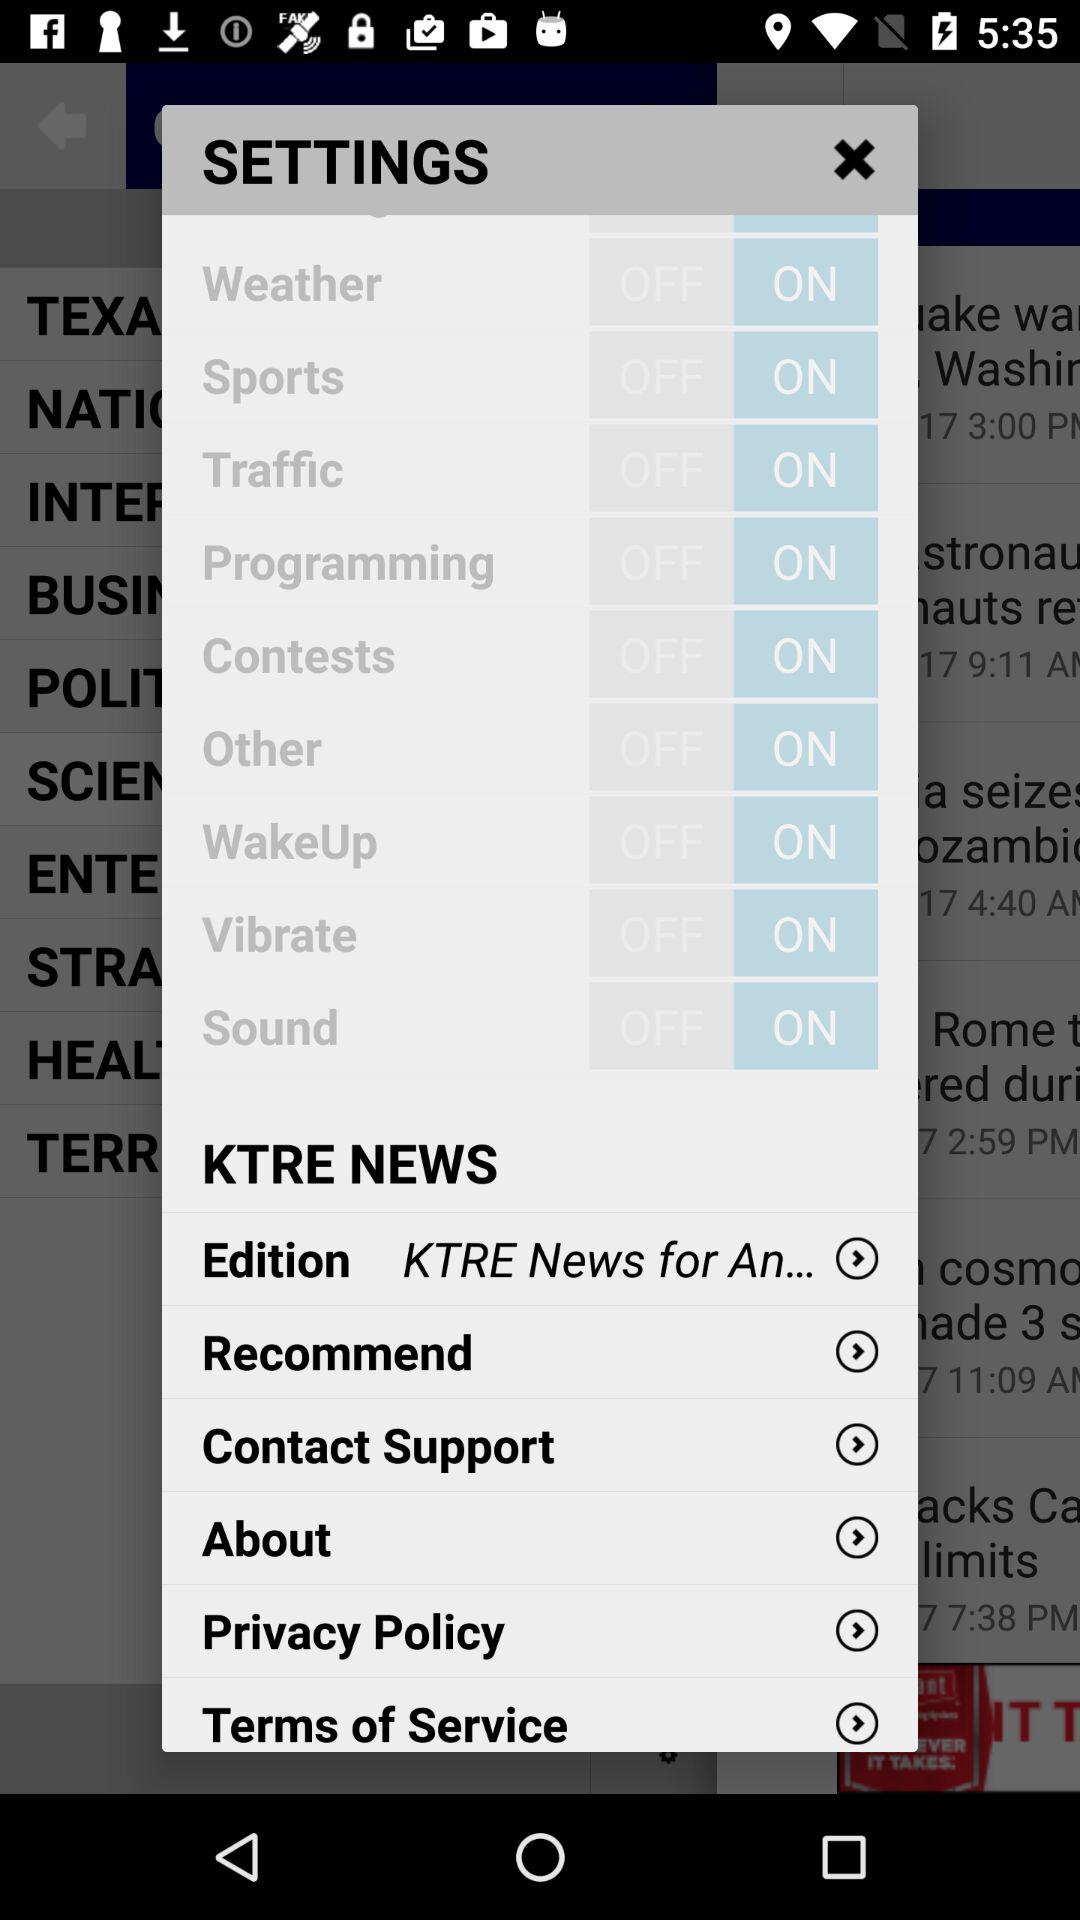 FAKE
5:35
SETTINGS
Weather OFF ON
Sports OFF ON
Traffic OFF ON
Programming OFF ON
Contests OFF ON
Other OFF ON
WakeUp OFF ON
Vibrate OFF ON
Sound OFF ON
KTRE NEWS
Edition KTRE News for An...
Recommend
Contact Support
About
Privacy Policy
Terms of Service
TEXA
NATIO
INTER
BUSIN
POLIT
SCIEN
ENTE
STRA
HEAL
TERR
uake wa
, Washin
17 3:00 PM
stronau
nauts re
17 9:11 AM
ia seizes
ozambic
17 4:40 AM
Rome t
ered duri
7 2:59 PM
n cosmo
nade 3 s
7 11:09 AM
acks Ca
limits
7 7:38 PM
ant
EVER
IT TAKES.
IT T